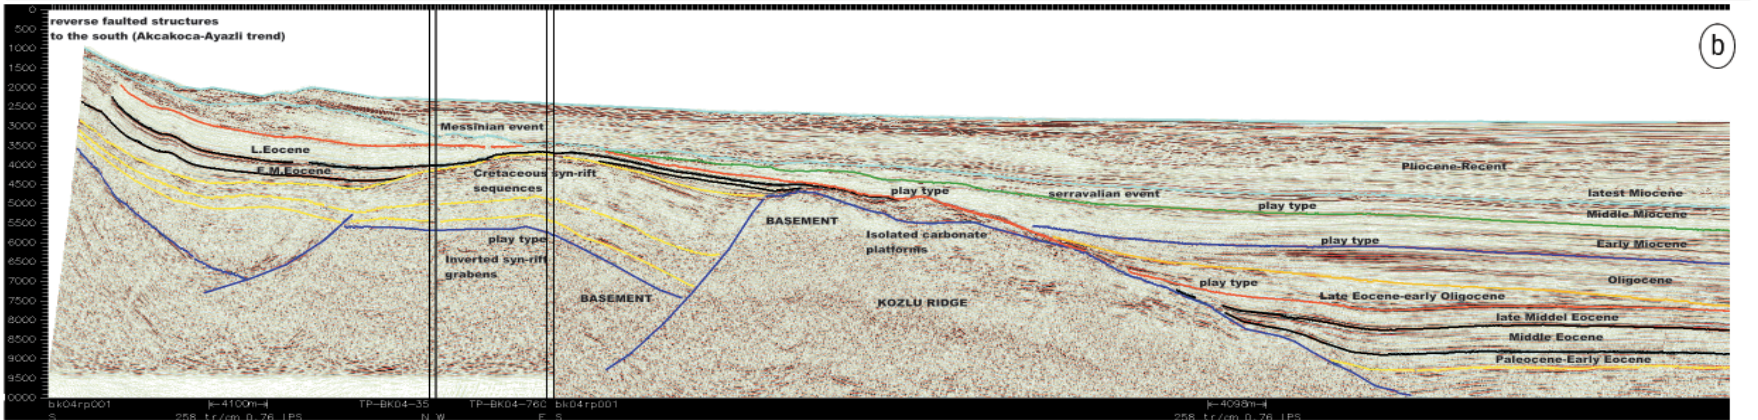 0
500
1000
1500
2000
2500
3000
3500
4000
4500
5000
5500
6000
6500
7000
7500
8000
8500
9000
9500
0000
reverse faulted structures
to the south (Akcakoca-Ayazli trend)
b
Messinian event
L.Eocene
E.M.Eocene
Cretaceous syn-rift
sequences
Pliocene-Recent
play type
serravalian event
latest Miocene
play type
Middle Miocene
BASEMENT
Isolated carbonate
platforms
play type
play type
Early Miocene
Inverted syn-rift
grabens
play type
Oligocene
BASEMENT
KOZLU RIDGE
Late Eocene-early Oligocene
late Middel Eocene
Middle Eocene
Paleocene-Early Eocene
bk04rp001
4100m
TP-BK04-35
TP-BK04-760
bk04rp001
4098m
S
258 tr/cm 0.76 IPS
N W
E S
258 tr/cm 0.76 IPS